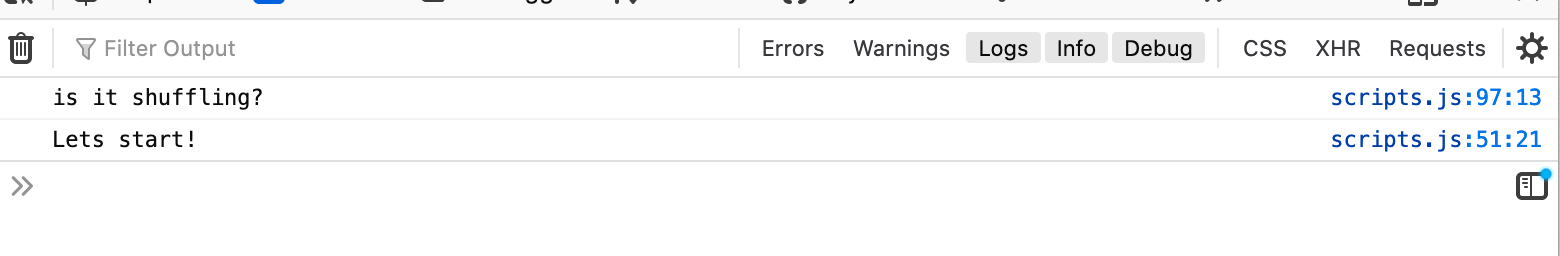 Filter Output Errors Warnings Logs Info Debug CSS XHR Requests
is it shuffling? scripts.js:97:13
Lets start! scripts.js:51:21